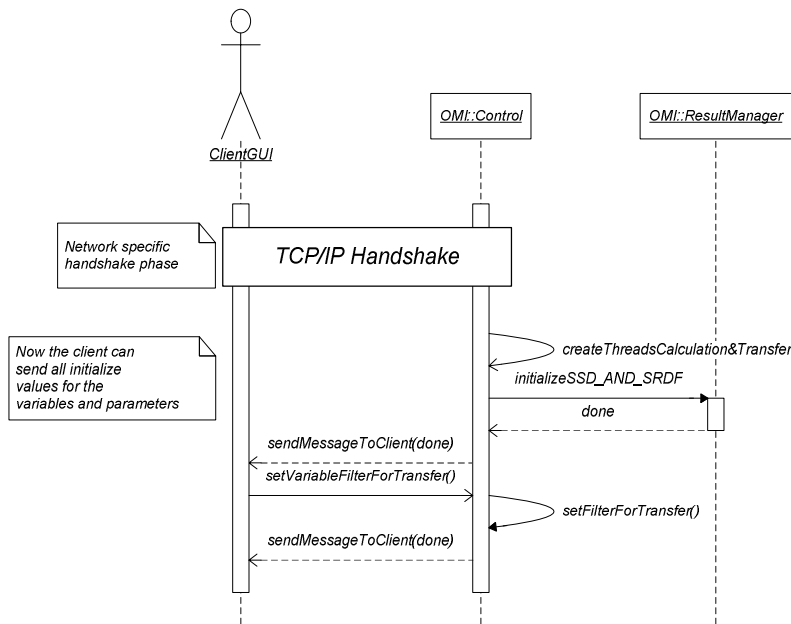 ClientGUI
OMI::Control
OMI::ResultManager
Network specific
handshake phase
TCP/IP Handshake
Now the client can
send all initialize
values for the
variables and parameters
createThreadsCalculation&Transfer
initializeSSD_AND_SRDF
done
sendMessageToClient(done)
setVariableFilterForTransfer()
setFilterForTransfer()
sendMessageToClient(done)